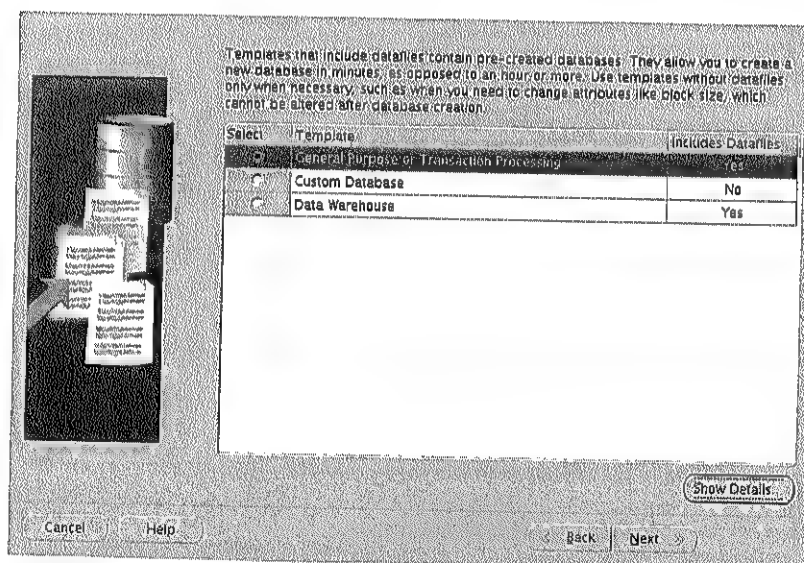 Templates that include datafiles contain pre-created databases. They allow you to create a
new database in minutes, as opposed to an hour or more. Use templates without datafiles
only when necessary, such as when you need to change attributes like block size, which
cannot be altered after database creation.
Select Template Includes Datafiles
General Purpose or Transaction Processing Yes
Custom Database No
Data Warehouse Yes
Show Details...
Cancel Help < Back Next >